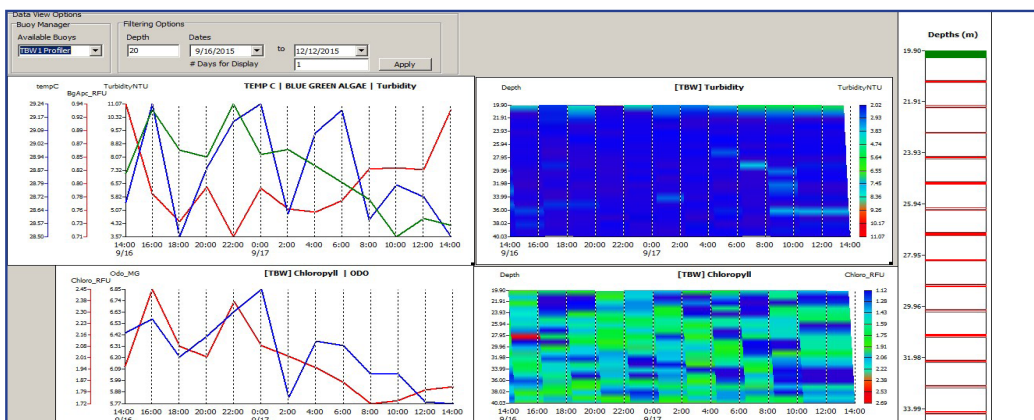 Data View Options
Buoy Manager
Filtering Options
Available Buoys
Depth
Dates
TBW1 Profiler
20
9/16/2015
to
12/12/2015
# Days for Display
1
Apply
Depths (m)
19.90
21.91
23.93
25.94
27.95
29.96
31.98
33.99
tempC
BgApc_RFU
TurbidityNTU
TEMP C | BLUE GREEN ALGAE | Turbidity
29.24 0.94 11.07
29.17 0.92 10.32
29.09 0.90 9.57
29.02 0.89 8.82
28.94 0.87 8.07
28.87 0.82 7.32
28.79 0.80 6.57
28.72 0.78 5.82
28.64 0.76 5.07
28.57 0.73 4.32
28.50 0.71 3.57
14:00 16:00 18:00 20:00 22:00 0:00 2:00 4:00 6:00 8:00 10:00 12:00 14:00
9/16 9/17
Depth
[TBW] Turbidity
TurbidityNTU
19.90
21.91
23.93
25.94
27.95
29.96
31.98
33.99
36.00
38.02
40.03
2.02
2.93
3.83
4.74
5.64
6.55
7.45
8.36
9.26
10.17
11.07
14:00 16:00 18:00 20:00 22:00 0:00 2:00 4:00 6:00 8:00 10:00 12:00 14:00
9/16 9/17
Odo_MG
Chloro_RFU
[TBW] Chloropyll | ODO
2.45 6.85
2.38 6.74
2.30 6.63
2.23 6.53
2.16 6.42
2.08 6.31
2.01 6.20
1.94 6.09
1.87 5.99
1.79 5.88
1.72 5.77
14:00 16:00 18:00 20:00 22:00 0:00 2:00 4:00 6:00 8:00 10:00 12:00 14:00
9/16 9/17
Depth
[TBW] Chloropyll
Chloro_RFU
19.90
21.91
23.93
25.94
27.95
29.96
31.98
33.99
36.00
38.02
40.03
1.12
1.28
1.43
1.59
1.75
1.90
2.06
2.22
2.39
2.53
2.69
14:00 16:00 18:00 20:00 22:00 0:00 2:00 4:00 6:00 8:00 10:00 12:00 14:00
9/16 9/17